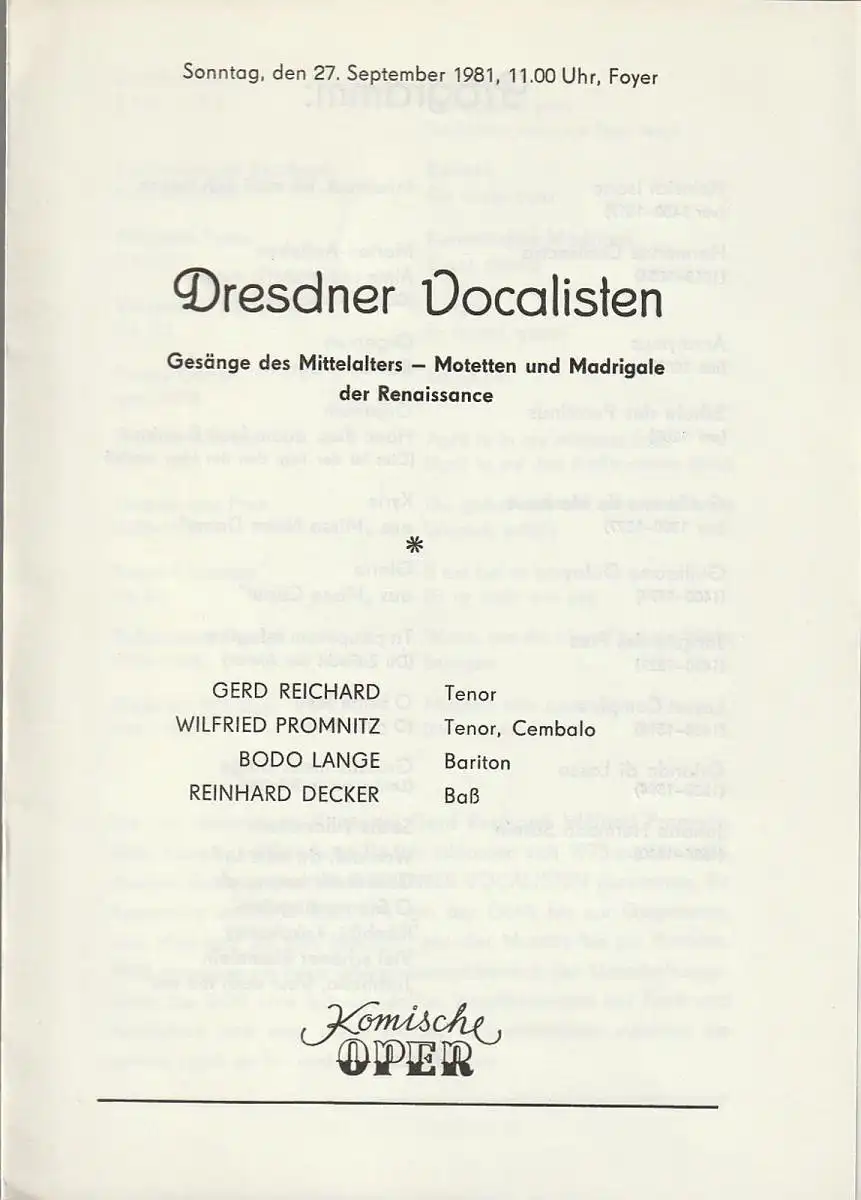 Sonntag, den 27. September 1981, 11.00 Uhr, Foyer
Dresdner Vocalisten
Gesänge des Mittelalters – Motetten und Madrigale
der Renaissance
*
GERD REICHARD Tenor
WILFRIED PROMNITZ Tenor, Cembalo
BODO LANGE Bariton
REINHARD DECKER Baß
Komische
OPER